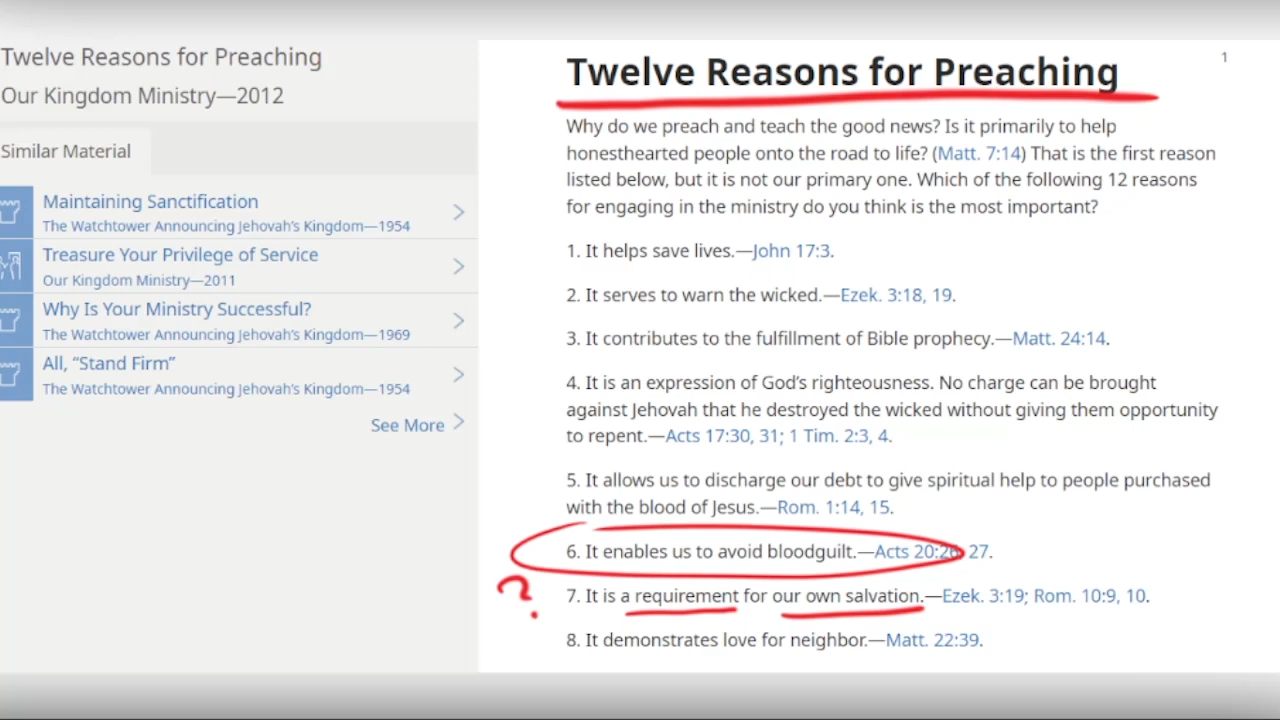 Twelve Reasons for Preaching
Our Kingdom Ministry—2012
Similar Material
Maintaining Sanctification
The Watchtower Announcing Jehovah's Kingdom—1954
Treasure Your Privilege of Service
Our Kingdom Ministry—2011
Why Is Your Ministry Successful?
The Watchtower Announcing Jehovah's Kingdom—1969
All, “Stand Firm”
The Watchtower Announcing Jehovah's Kingdom—1954
See More
Twelve Reasons for Preaching
1
Why do we preach and teach the good news? Is it primarily to help
honesthearted people onto the road to life? (Matt. 7:14) That is the first reason
listed below, but it is not our primary one. Which of the following 12 reasons
for engaging in the ministry do you think is the most important?
1. It helps save lives.—John 17:3.
2. It serves to warn the wicked.—Ezek. 3:18, 19.
3. It contributes to the fulfillment of Bible prophecy.—Matt. 24:14.
4. It is an expression of God's righteousness. No charge can be brought
against Jehovah that he destroyed the wicked without giving them opportunity
to repent.—Acts 17:30, 31; 1 Tim. 2:3, 4.
5. It allows us to discharge our debt to give spiritual help to people purchased
with the blood of Jesus.—Rom. 1:14, 15.
6. It enables us to avoid bloodguilt.—Acts 20:26, 27.
?
7. It is a requirement for our own salvation.—Ezek. 3:19; Rom. 10:9, 10.
8. It demonstrates love for neighbor.—Matt. 22:39.